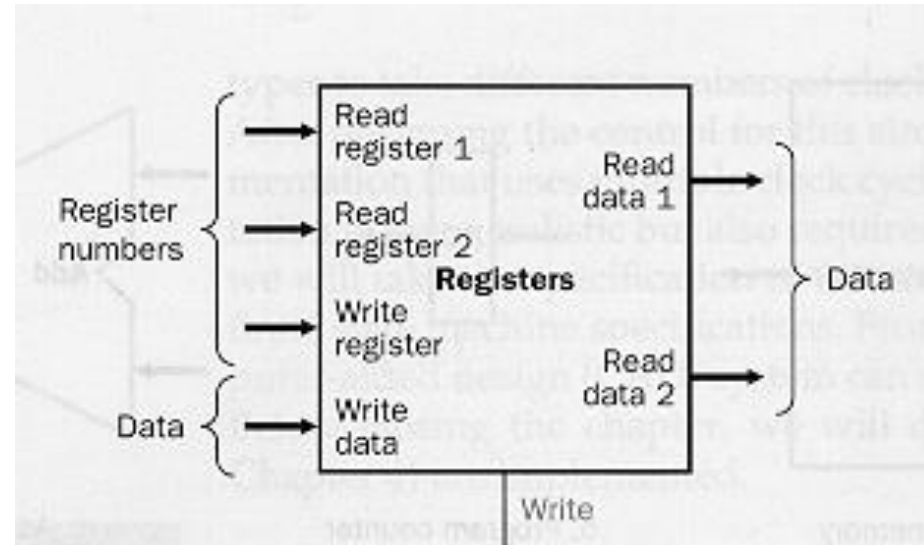 Register
numbers
Data
Read
register 1
Read
register 2
Registers
Write
register
Write
data
Read
data 1
Read
data 2
Data
Write